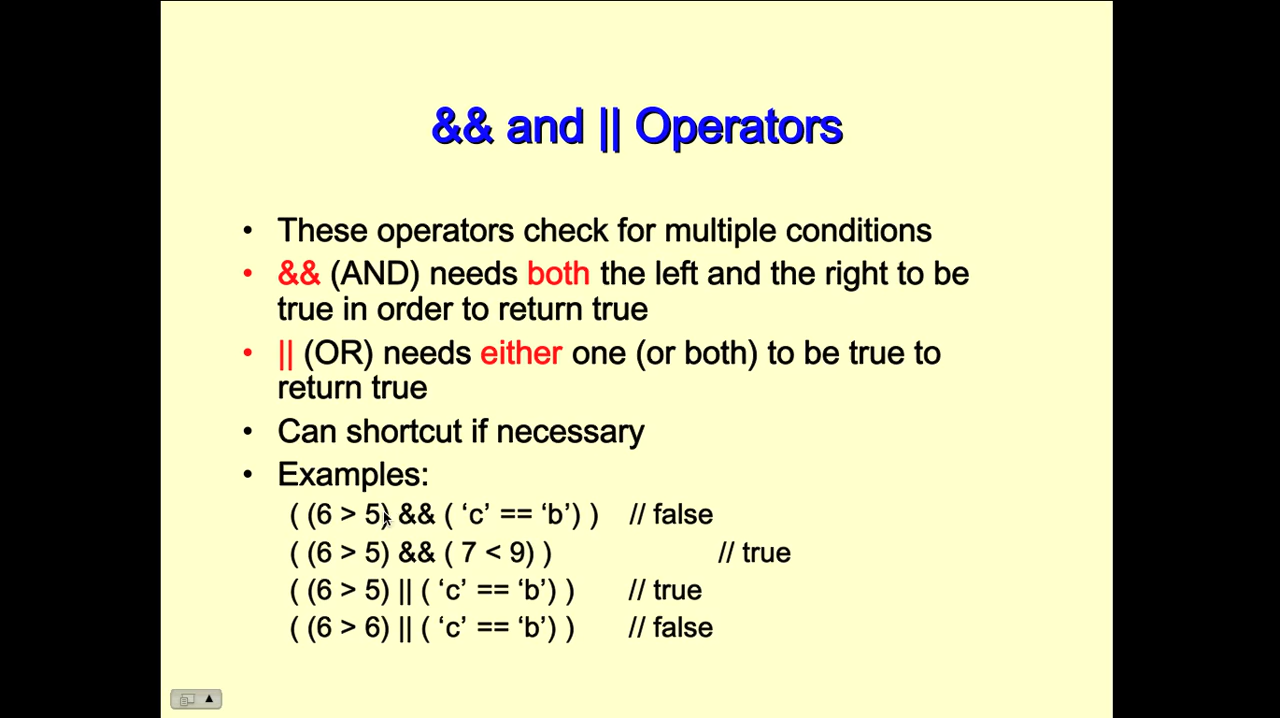 && and || Operators
• These operators check for multiple conditions
• && (AND) needs both the left and the right to be
true in order to return true
• || (OR) needs either one (or both) to be true to
return true
• Can shortcut if necessary
• Examples:
( (6 > 5) && ( ‘c’ == ‘b’) ) // false
( (6 > 5) && ( 7 < 9) ) // true
( (6 > 5) || ( ‘c’ == ‘b’) ) // true
( (6 > 6) || ( ‘c’ == ‘b’) ) // false